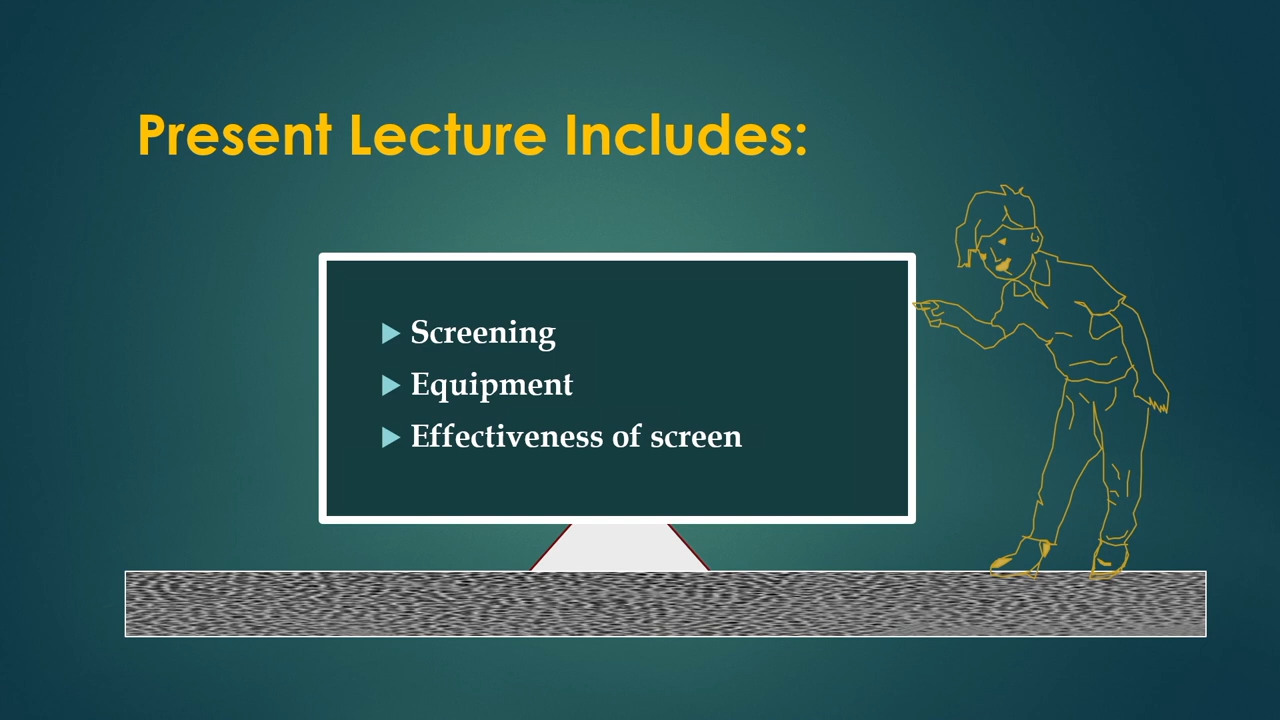 Present Lecture Includes:
Screening
Equipment
Effectiveness of screen